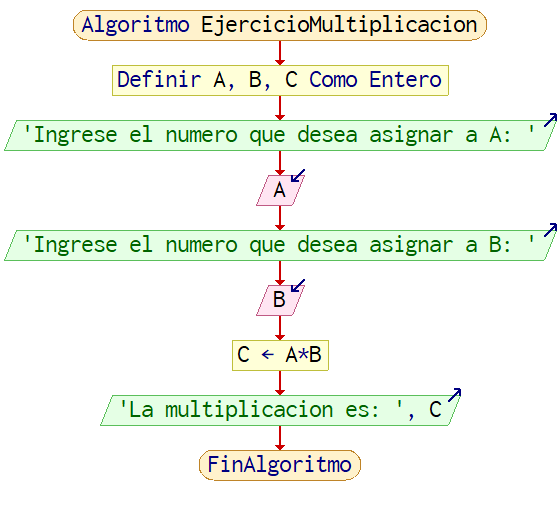 Algoritmo EjercicioMultiplicacion
Definir A, B, C Como Entero
'Ingrese el numero que desea asignar a A: '
A
'Ingrese el numero que desea asignar a B: '
B
C ← A*B
'La multiplicacion es: ', C
FinAlgoritmo